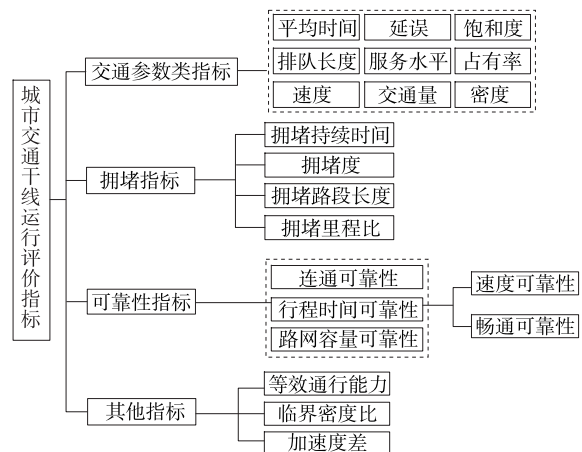 城市交通干线运行评价指标
交通参数类指标
平均时间 延误 饱和度
排队长度 服务水平 占有率
速度 交通量 密度
拥堵指标
拥堵持续时间
拥堵度
拥堵路段长度
拥堵里程比
可靠性指标
连通可靠性
行程时间可靠性
路网容量可靠性
速度可靠性
畅通可靠性
其他指标
等效通行能力
临界密度比
加速度差